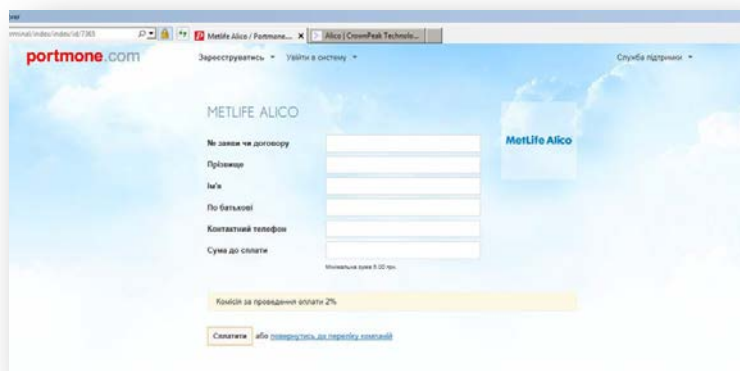 Metlife Alico / Portmone...
Alico | CrownPeak Technolo...
portmone.com
Зареєструватись
Увійти в систему
Служба підтримки
METLIFE ALICO
MetLife Alico
№ заяви чи договору
Прізвище
Ім'я
По батькові
Контактний телефон
Сума до сплати
Мінімальна сума
грн.
Комісія за проведення оплати 2%
Сплатити або повернутись до переліку компаній